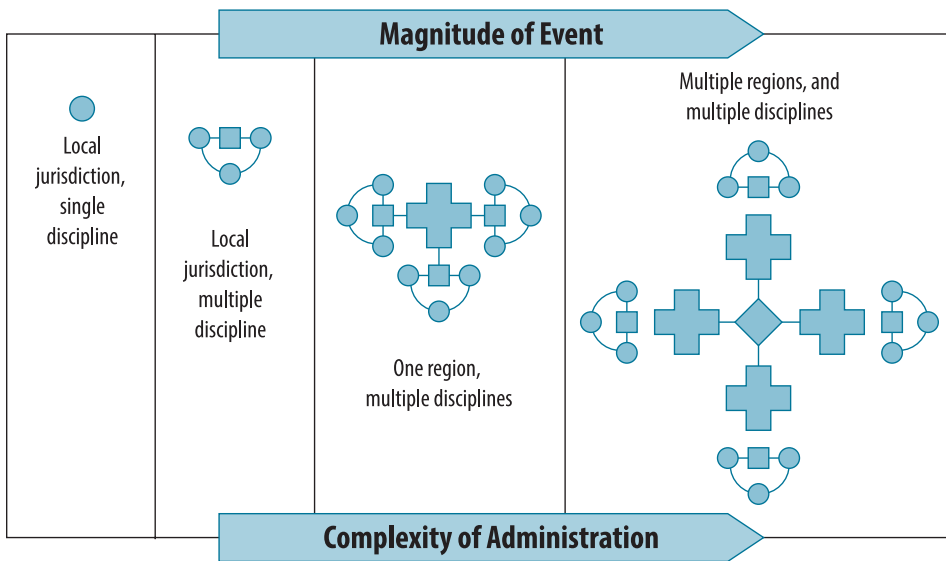 Magnitude of Event
Local
jurisdiction,
single
discipline
Local
jurisdiction,
multiple
discipline
One region,
multiple disciplines
Multiple regions, and
multiple disciplines
Complexity of Administration